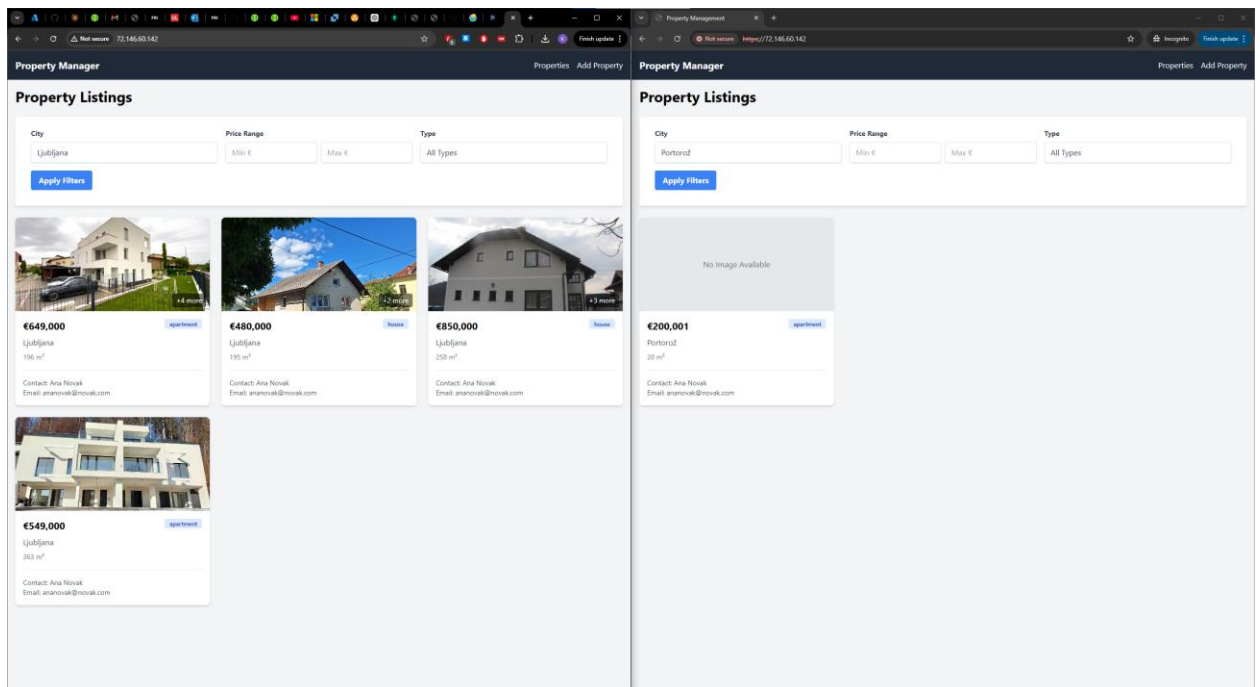 Not secure 72.146.60.142
Finish update
Property Manager
Properties Add Property
Property Listings
City
Price Range
Type
Ljubljana
Min €
Max €
All Types
Apply Filters
+4 more
+2 more
+3 more
€649,000
apartment
€480,000
house
€850,000
house
Ljubljana
Ljubljana
Ljubljana
196 m²
195 m²
258 m²
Contact: Ana Novak
Email: ananovak@novak.com
Contact: Ana Novak
Email: ananovak@novak.com
Contact: Ana Novak
Email: ananovak@novak.com
€549,000
apartment
Ljubljana
363 m²
Contact: Ana Novak
Email: ananovak@novak.com
Property Management
Not secure https://72.146.60.142
Incognito
Finish update
Property Manager
Properties Add Property
Property Listings
City
Price Range
Type
Portorož
Min €
Max €
All Types
Apply Filters
No Image Available
€200,001
apartment
Portorož
20 m²
Contact: Ana Novak
Email: ananovak@novak.com